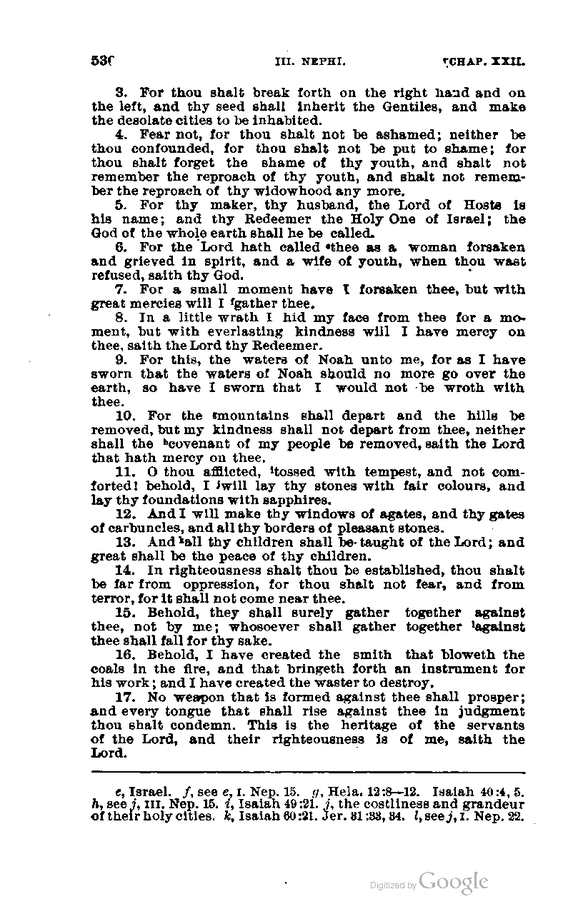 530 III. NEPHI. [CHAP. XXII.
3. For thou shalt break forth on the right hand and on
the left, and thy seed shall inherit the Gentiles, and make
the desolate cities to be inhabited.
4. Fear not, for thou shalt not be ashamed; neither be
thou confounded, for thou shalt not be put to shame; for
thou shalt forget the shame of thy youth, and shalt not
remember the reproach of thy youth, and shalt not remem-
ber the reproach of thy widowhood any more.
5. For thy maker, thy husband, the Lord of Hosts is
his name; and thy Redeemer the Holy One of Israel; the
God of the whole earth shall he be called.
6. For the Lord hath called ᵉthee as a woman forsaken
and grieved in spirit, and a wife of youth, when thou wast
refused, saith thy God.
7. For a small moment have I forsaken thee, but with
great mercies will I ᶠgather thee.
8. In a little wrath I hid my face from thee for a mo-
ment, but with everlasting kindness will I have mercy on
thee, saith the Lord thy Redeemer.
9. For this, the waters of Noah unto me, for as I have
sworn that the waters of Noah should no more go over the
earth, so have I sworn that I would not be wroth with
thee.
10. For the ᵍmountains shall depart and the hills be
removed, but my kindness shall not depart from thee, neither
shall the ʰcovenant of my people be removed, saith the Lord
that hath mercy on thee.
11. O thou afflicted, ⁱtossed with tempest, and not com-
forted! behold, I ʲwill lay thy stones with fair colours, and
lay thy foundations with sapphires.
12. And I will make thy windows of agates, and thy gates
of carbuncles, and all thy borders of pleasant stones.
13. And ᵏall thy children shall be taught of the Lord; and
great shall be the peace of thy children.
14. In righteousness shalt thou be established, thou shalt
be far from oppression, for thou shalt not fear, and from
terror, for it shall not come near thee.
15. Behold, they shall surely gather together against
thee, not by me; whosoever shall gather together ˡagainst
thee shall fall for thy sake.
16. Behold, I have created the smith that bloweth the
coals in the fire, and that bringeth forth an instrument for
his work; and I have created the waster to destroy.
17. No weapon that is formed against thee shall prosper;
and every tongue that shall rise against thee in judgment
thou shalt condemn. This is the heritage of the servants
of the Lord, and their righteousness is of me, saith the
Lord.
e, Israel. f, see e, I. Nep. 15. g, Hela. 12:8—12. Isaiah 40:4, 5.
h, see j, III. Nep. 15. i, Isaiah 49:21. j, the costliness and grandeur
of their holy cities. k, Isaiah 60:21. Jer. 31:33, 34. l, see j, I. Nep. 22.
Digitized by Google